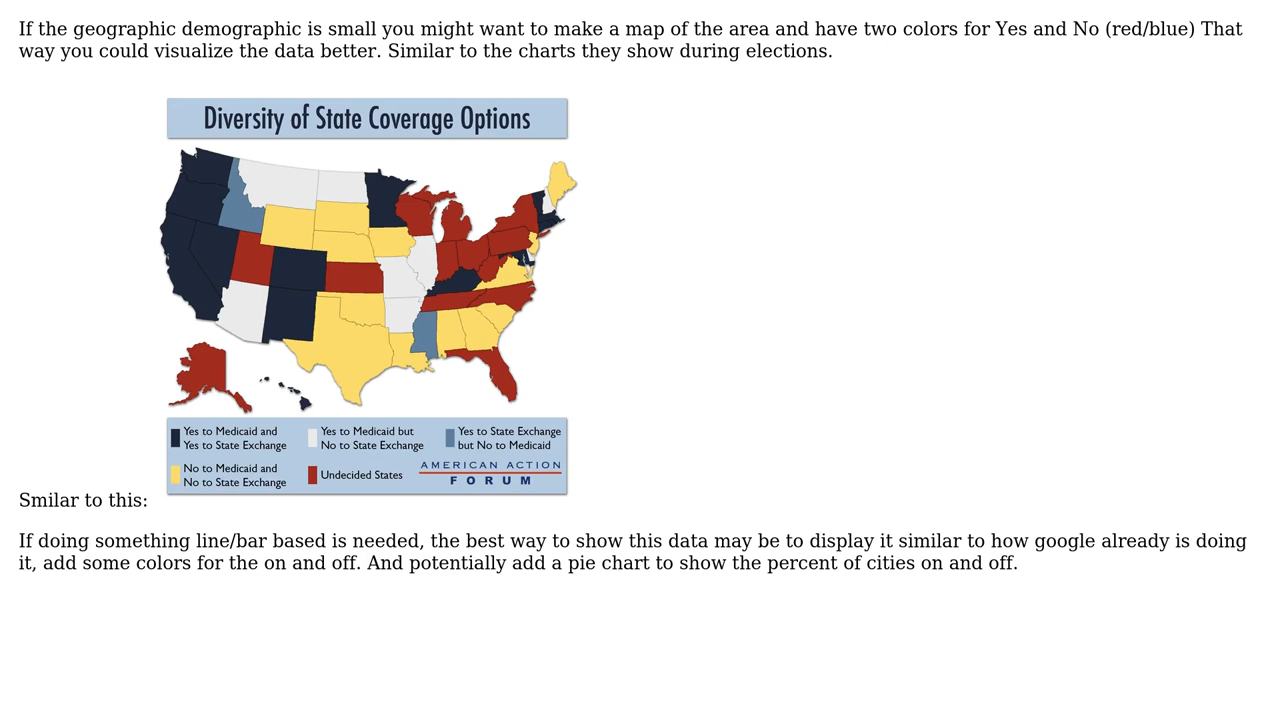 If the geographic demographic is small you might want to make a map of the area and have two colors for Yes and No (red/blue) That
way you could visualize the data better. Similar to the charts they show during elections.
Diversity of State Coverage Options
Yes to Medicaid and
Yes to State Exchange
Yes to Medicaid but
No to State Exchange
Yes to State Exchange
but No to Medicaid
No to Medicaid and
No to State Exchange
Undecided States
AMERICAN ACTION
FORUM
Smilar to this:
If doing something line/bar based is needed, the best way to show this data may be to display it similar to how google already is doing
it, add some colors for the on and off. And potentially add a pie chart to show the percent of cities on and off.